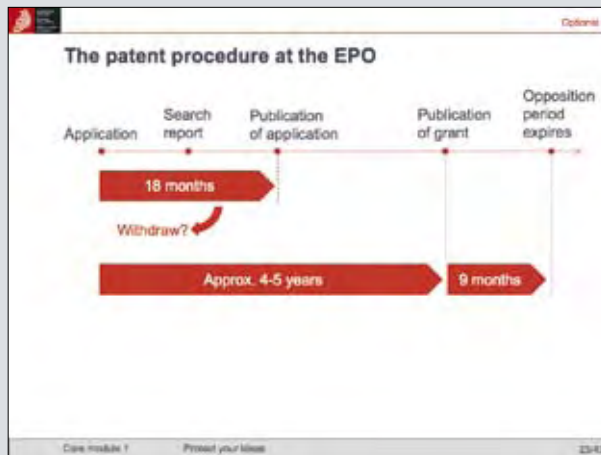 Optional
The patent procedure at the EPO
Application
Search
report
Publication
of application
Publication
of grant
Opposition
period
expires
18 months
Withdraw?
Approx. 4-5 years
9 months
Core module 1
Protect your ideas